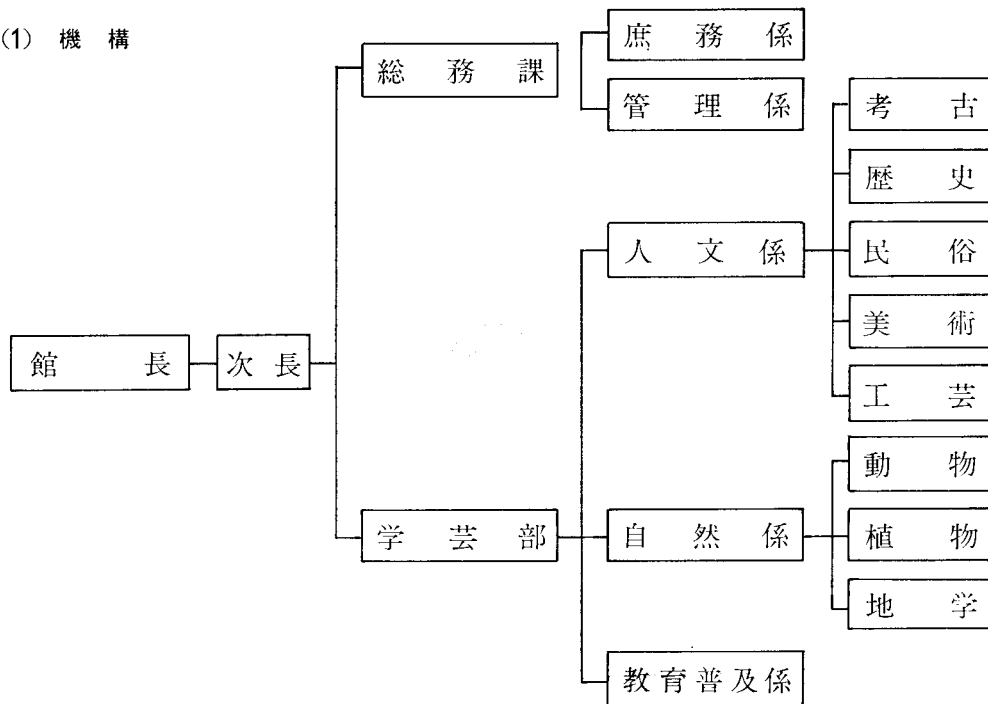 (1) 機構
館長
次長
総務課
庶務係
管理係
学芸部
人文係
考古
歴史
民俗
美術
工芸
自然係
動物
植物
地学
教育普及係